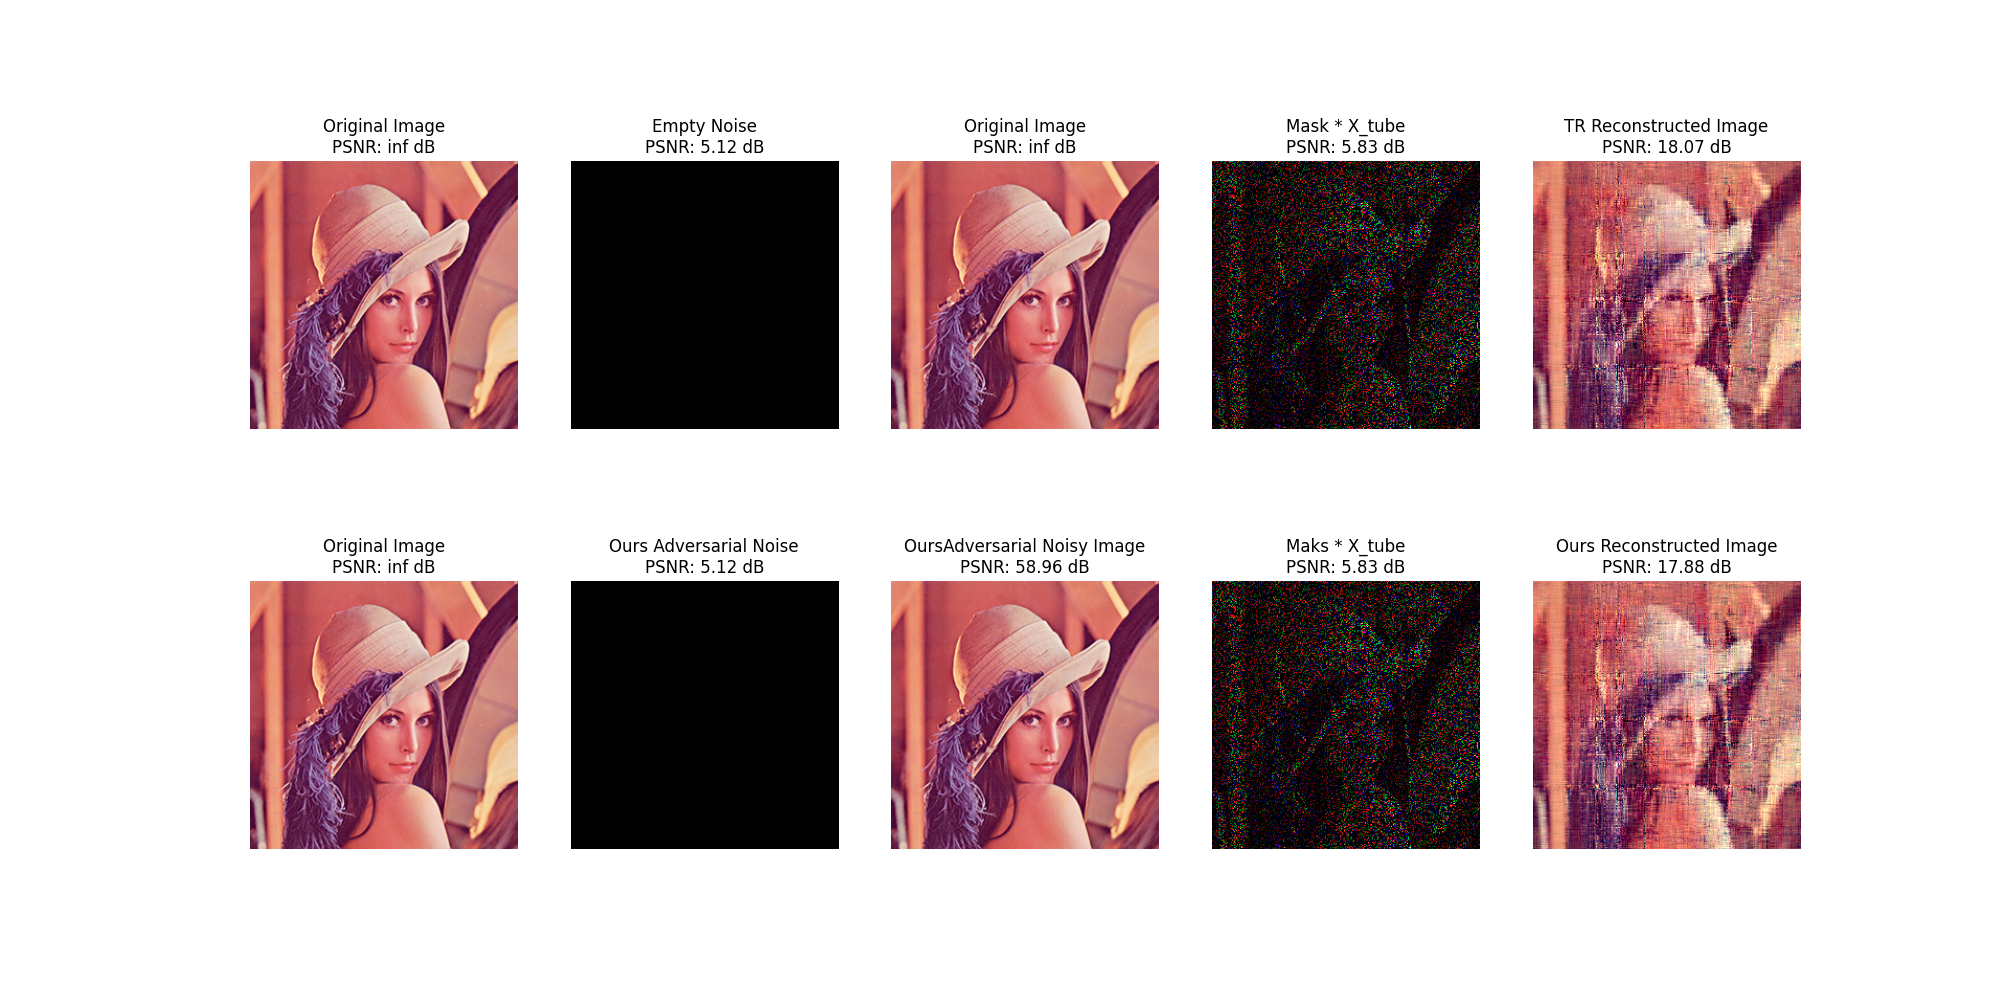 Original Image
PSNR: inf dB
Empty Noise
PSNR: 5.12 dB
Original Image
PSNR: inf dB
Mask * X_tube
PSNR: 5.83 dB
TR Reconstructed Image
PSNR: 18.07 dB
Original Image
PSNR: inf dB
Ours Adversarial Noise
PSNR: 5.12 dB
OursAdversarial Noisy Image
PSNR: 58.96 dB
Maks * X_tube
PSNR: 5.83 dB
Ours Reconstructed Image
PSNR: 17.88 dB